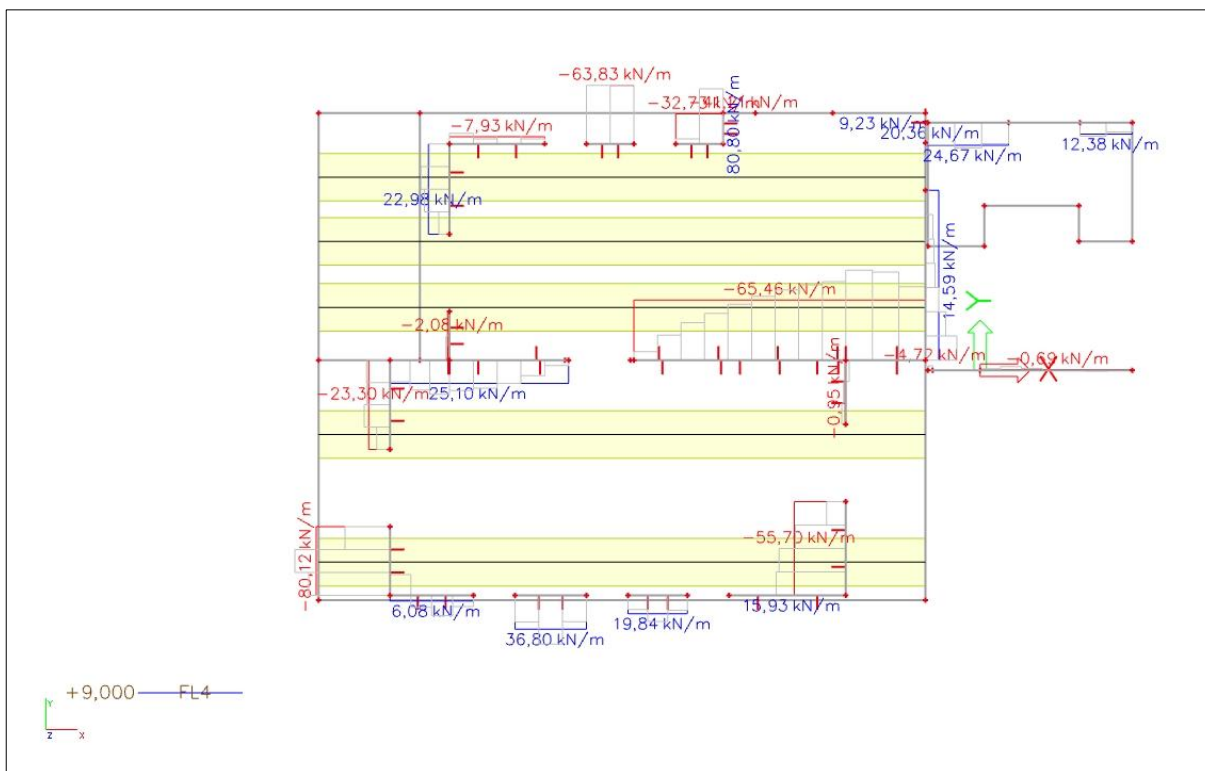 −63,83 kN/m
−32,73 kN/m
−7,93 kN/m
80,80 kN/m
9,23 kN/m
20,36 kN/m
24,67 kN/m
12,38 kN/m
22,98 kN/m
14,59 kN/m
−65,46 kN/m
Y
−2,08 kN/m
−4,72 kN/m
−0,69 kN/m
X
−23,30 kN/m
25,10 kN/m
−0,95 kN/m
−80,12 kN/m
−55,70 kN/m
6,08 kN/m
36,80 kN/m
19,84 kN/m
15,93 kN/m
+9,000 FL4
Y
Z X